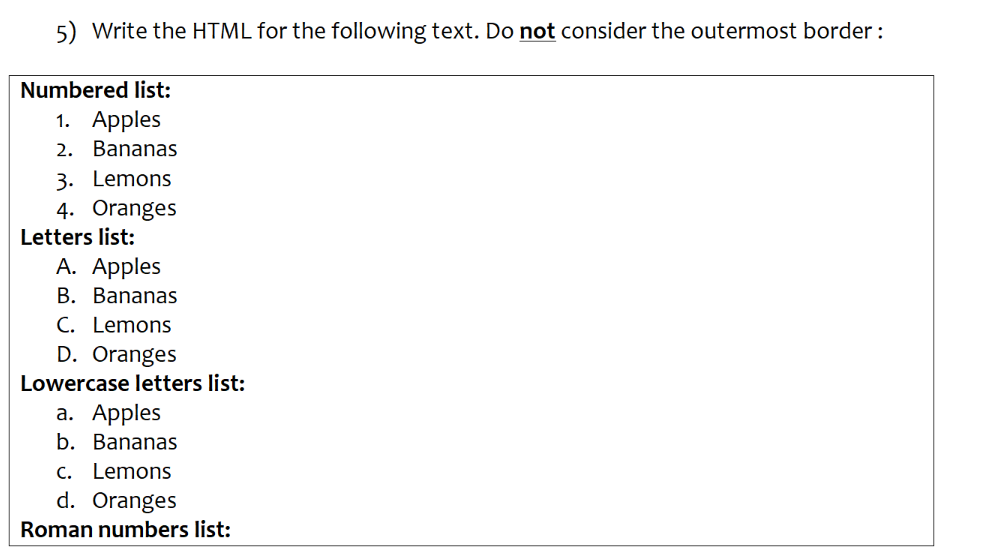 5) Write the HTML for the following text. Do not consider the outermost border :
Numbered list:
1. Apples
2. Bananas
3. Lemons
4. Oranges
Letters list:
A. Apples
B. Bananas
C. Lemons
D. Oranges
Lowercase letters list:
a. Apples
b. Bananas
c. Lemons
d. Oranges
Roman numbers list: